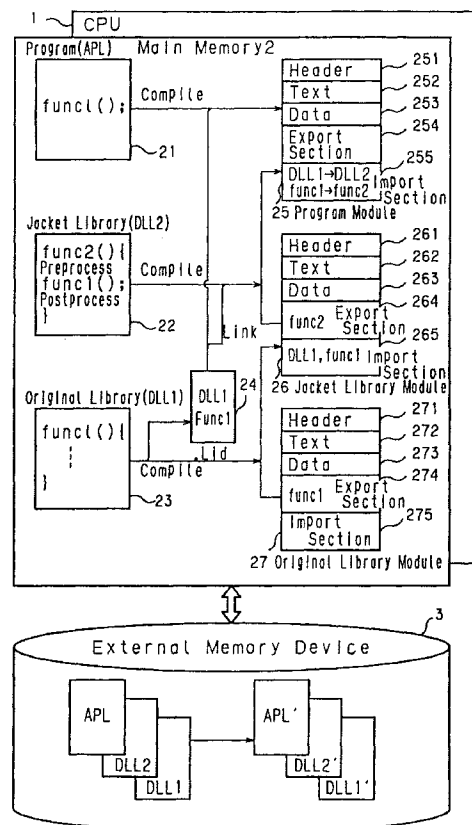 1
CPU
Main Memory2
Program(APL)
func1();
21
Compile
Header
251
Text
252
Data
253
Export
Section
254
DLL1→DLL2
func1→func2
Import
Section
255
25 Program Module
Jacket Library(DLL2)
func2(){
Preprocess
func1();
Postprocess
}
22
Compile
Link
Header
261
Text
262
Data
263
func2 Export
Section
264
DLL1,func1 Import
Section
265
26 Jacket Library Module
Original Library(DLL1)
func1(){
}
23
DLL1
Func1
24
.Lid
Compile
Header
271
Text
272
Data
273
func1 Export
Section
274
Import
Section
275
27 Original Library Module
3
External Memory Device
APL
DLL2
DLL1
APL'
DLL2'
DLL1'